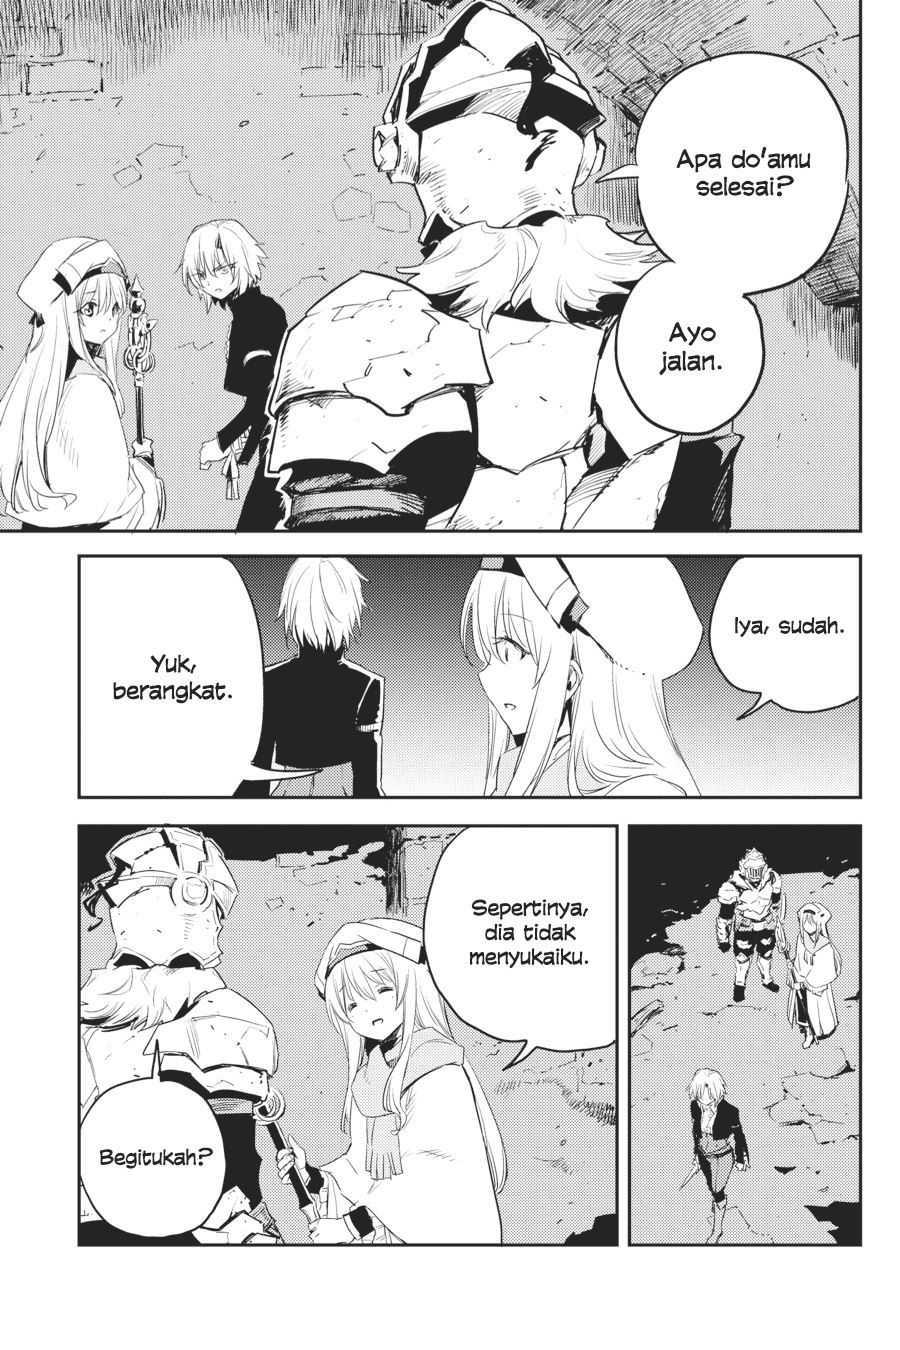 Apa do'amu
selesai?
Ayo
jalan.
Iya, sudah.
Yuk,
berangkat.
Sepertinya,
dia tidak
menyukaiku.
Begitukah?